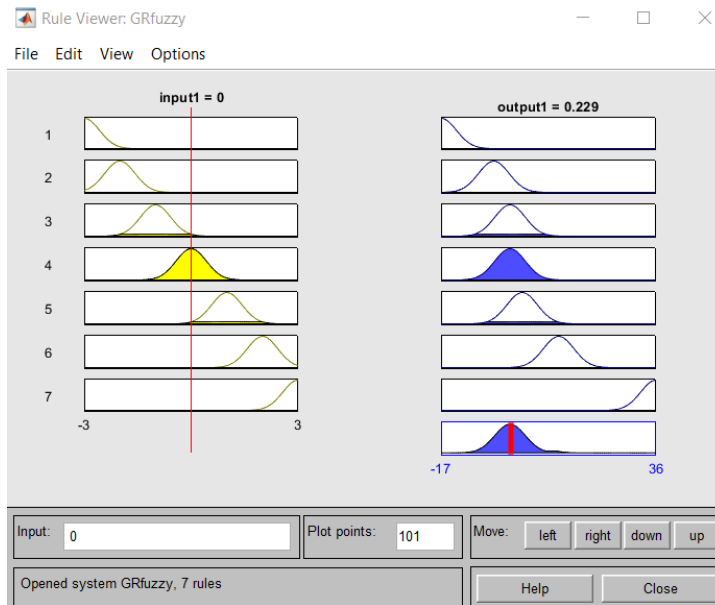 Rule Viewer: GRfuzzy
File Edit View Options
input1 = 0
output1 = 0.229
1
2
3
4
5
6
7
-3 3
-17 36
Input: 0
Plot points: 101
Move: left right down up
Opened system GRfuzzy, 7 rules
Help Close